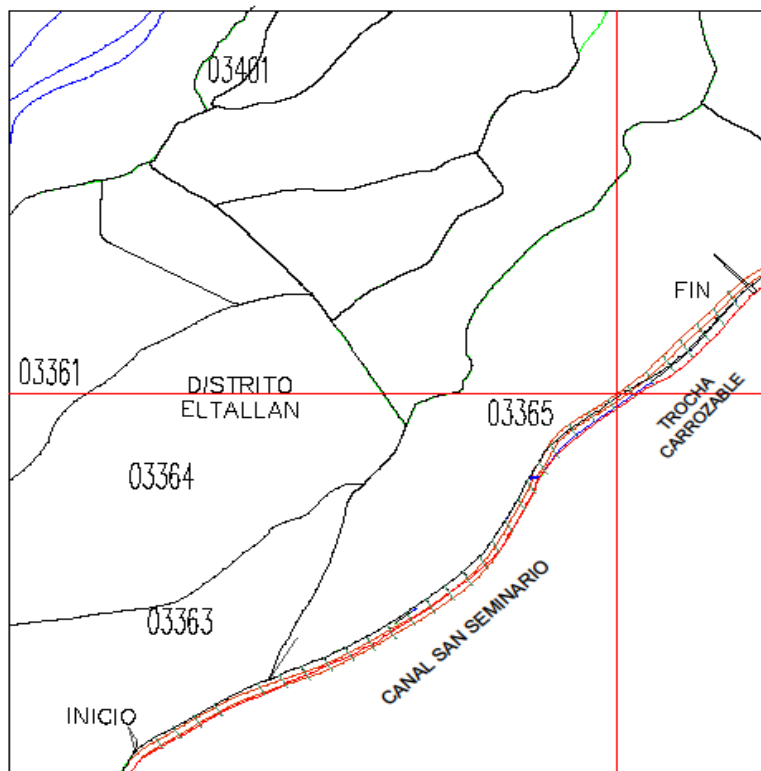 03401
FIN
03361
DISTRITO
ELTALLAN
03365
TROCHA
CARROZABLE
03364
CANAL SAN SEMINARIO
03363
INICIO